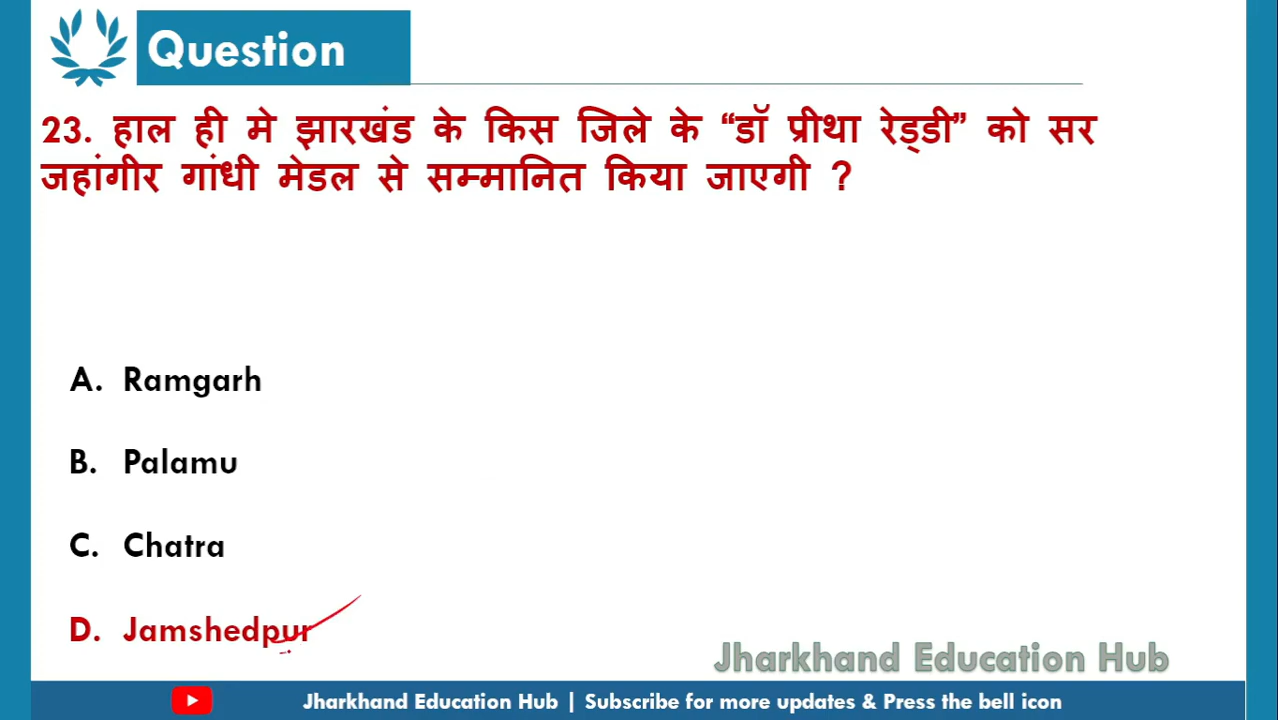 Question
23. हाल ही मे झारखंड के किस जिले के “डॉ प्रीथा रेड्डी” को सर
जहांगीर गांधी मेडल से सम्मानित किया जाएगी ?
A. Ramgarh
B. Palamu
C. Chatra
D. Jamshedpur
Jharkhand Education Hub
Jharkhand Education Hub | Subscribe for more updates & Press the bell icon